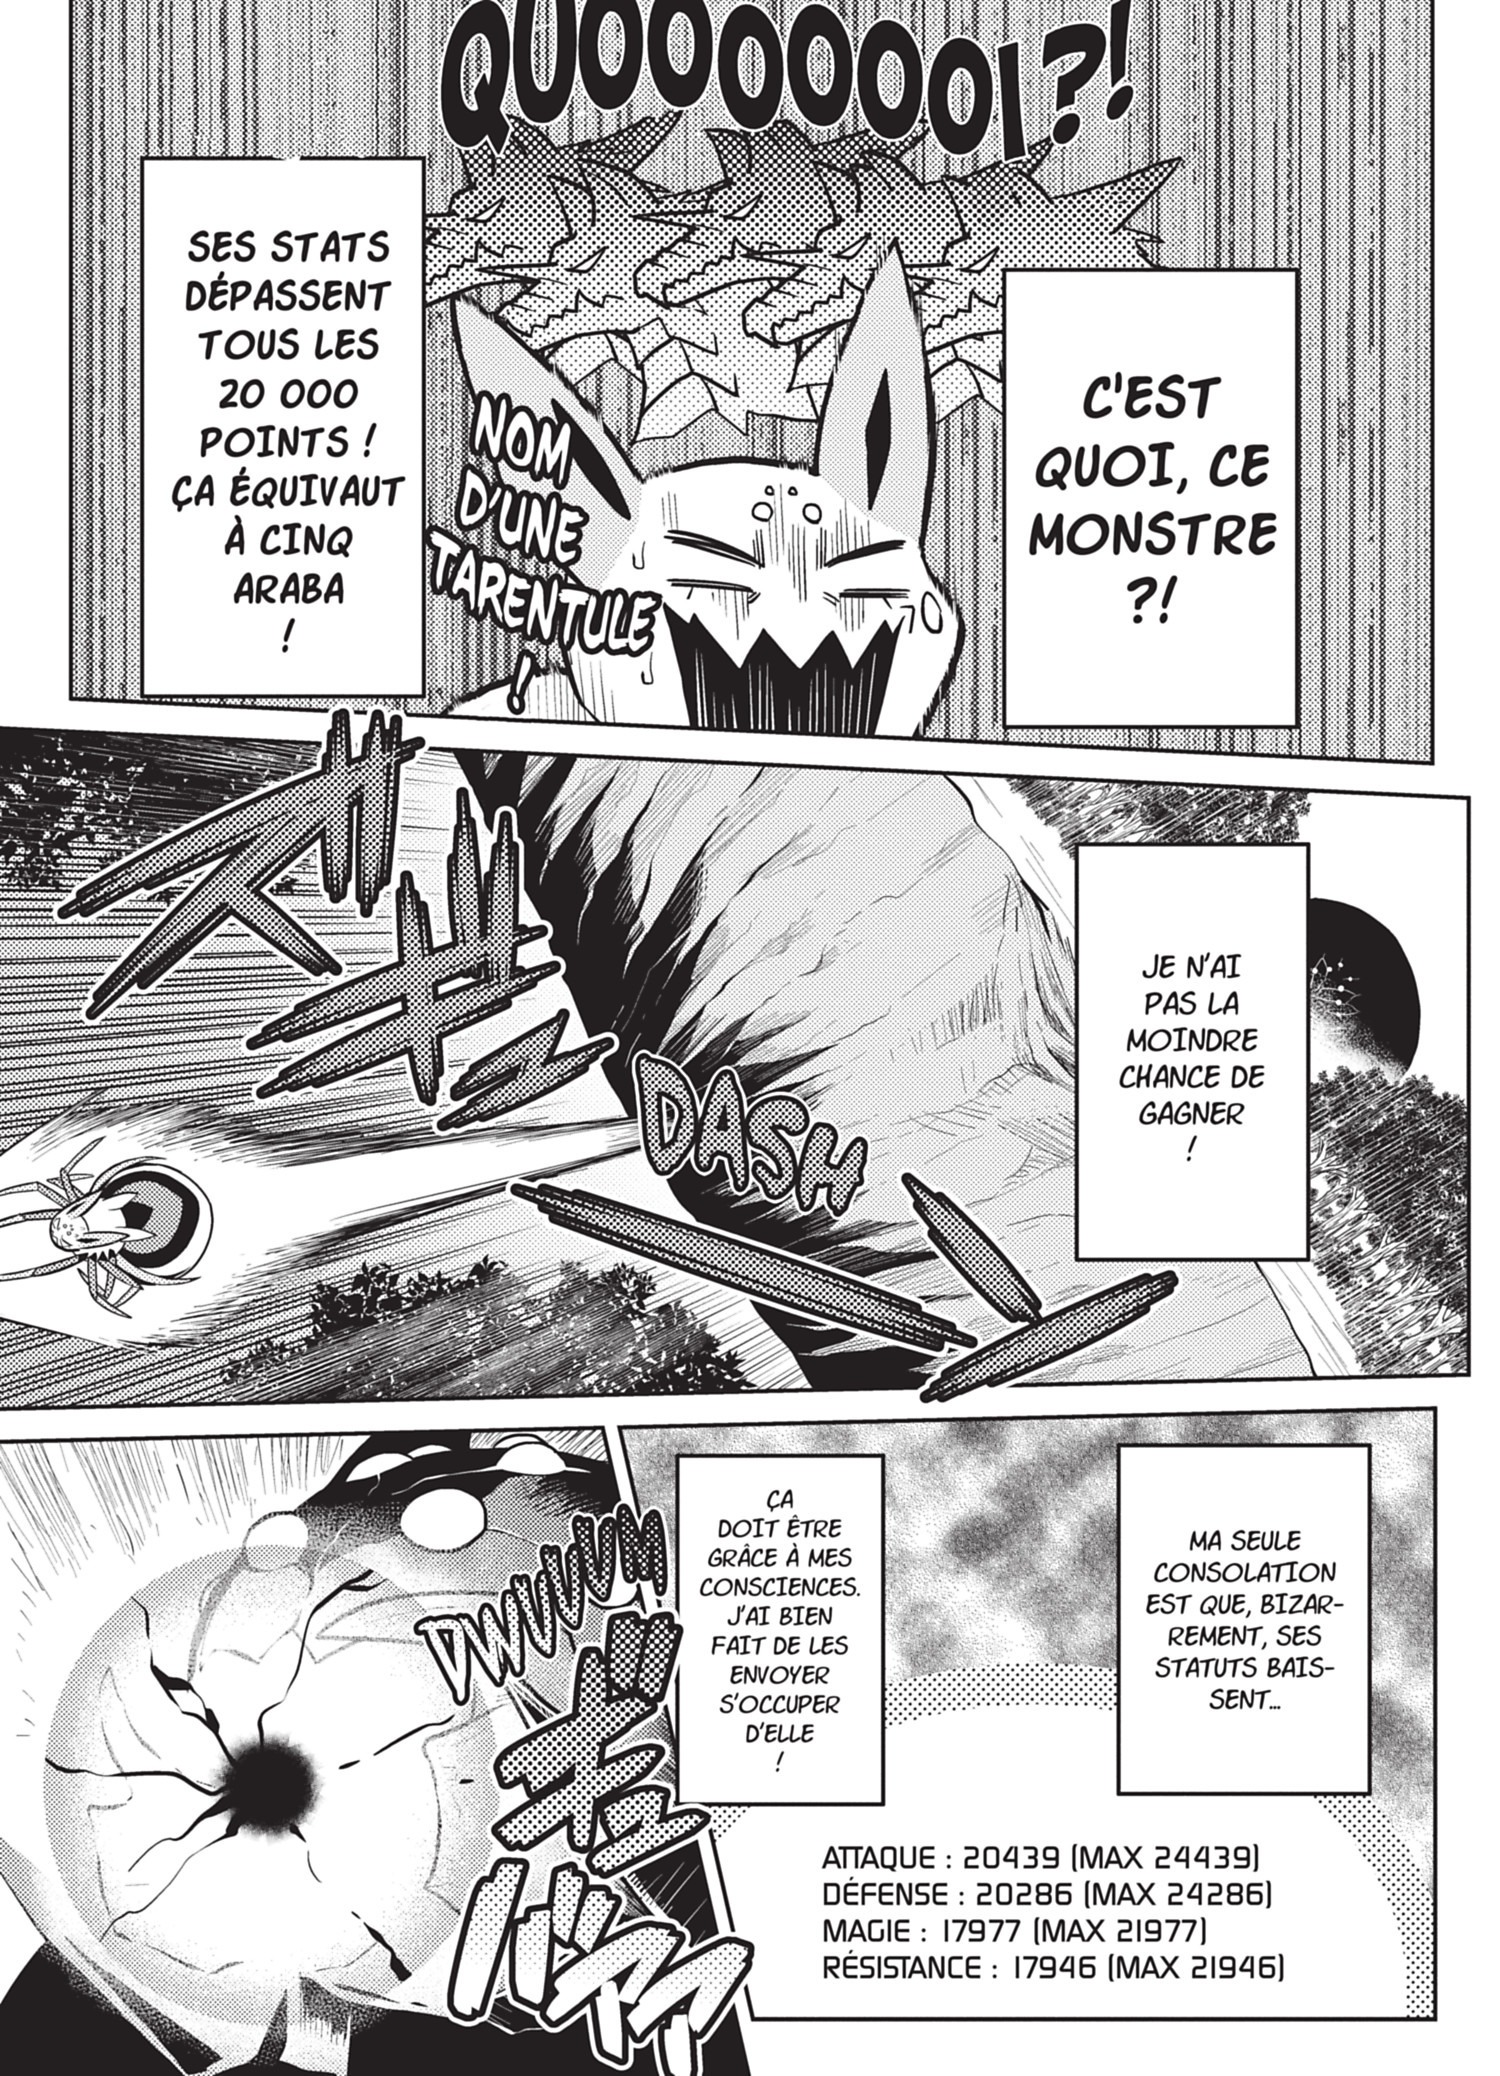 QUOOOOOOOI ?!
C'EST
QUOI, CE
MONSTRE
?!
SES STATS
DÉPASSENT
TOUS LES
20 000
POINTS !
ÇA ÉQUIVAUT
À CINQ
ARABA
!
NOM
D'UNE
TARENTULE
!
JE N'AI
PAS LA
MOINDRE
CHANCE DE
GAGNER
!
DASH
MA SEULE
CONSOLATION
EST QUE, BIZAR-
REMENT, SES
STATUTS BAIS-
SENT...
ÇA
DOIT ÊTRE
GRÂCE À MES
CONSCIENCES.
J'AI BIEN
FAIT DE LES
ENVOYER
S'OCCUPER
D'ELLE
!
ATTAQUE : 20439 (MAX 24439)
DÉFENSE : 20286 (MAX 24286)
MAGIE : 17977 (MAX 21977)
RÉSISTANCE : 17946 (MAX 21946)
DWUUUM